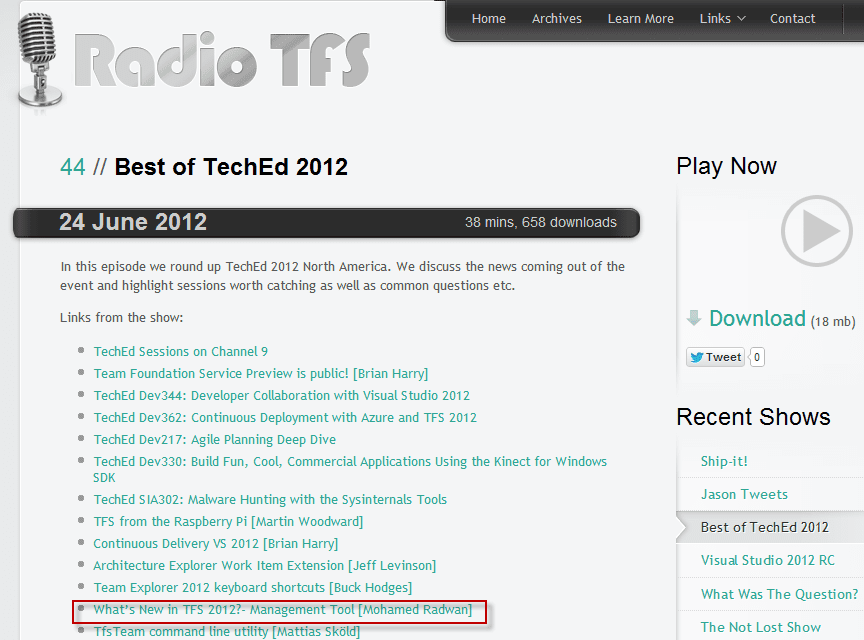 Home Archives Learn More Links Contact
Radio TFS
44 // Best of TechEd 2012
24 June 2012 38 mins, 658 downloads
In this episode we round up TechEd 2012 North America. We discuss the news coming out of the
event and highlight sessions worth catching as well as common questions etc.
Links from the show:
TechEd Sessions on Channel 9
Team Foundation Service Preview is public! [Brian Harry]
TechEd Dev344: Developer Collaboration with Visual Studio 2012
TechEd Dev362: Continuous Deployment with Azure and TFS 2012
TechEd Dev217: Agile Planning Deep Dive
TechEd Dev330: Build Fun, Cool, Commercial Applications Using the Kinect for Windows
SDK
TechEd SIA302: Malware Hunting with the Sysinternals Tools
TFS from the Raspberry Pi [Martin Woodward]
Continuous Delivery VS 2012 [Brian Harry]
Architecture Explorer Work Item Extension [Jeff Levinson]
Team Explorer 2012 keyboard shortcuts [Buck Hodges]
What's New in TFS 2012?- Management Tool [Mohamed Radwan]
TfsTeam command line utility [Mattias Sköld]
Play Now
Download (18 mb)
Tweet 0
Recent Shows
Ship-it!
Jason Tweets
Best of TechEd 2012
Visual Studio 2012 RC
What Was The Question?
The Not Lost Show